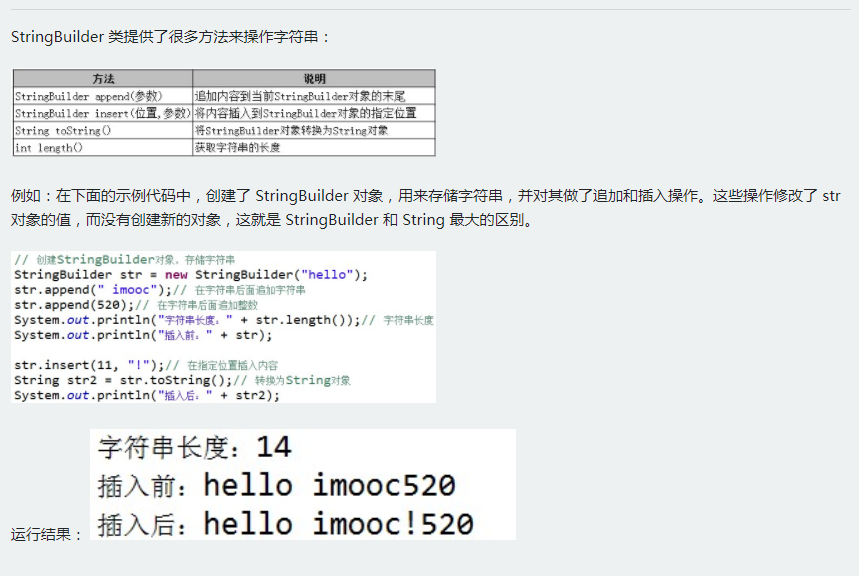 StringBuilder 类提供了很多方法来操作字符串：
方法 说明
StringBuilder append(参数) 追加内容到当前StringBuilder对象的末尾
StringBuilder insert(位置,参数) 将内容插入到StringBuilder对象的指定位置
String toString() 将StringBuilder对象转换为String对象
int length() 获取字符串的长度
例如：在下面的示例代码中，创建了 StringBuilder 对象，用来存储字符串，并对其做了追加和插入操作。这些操作修改了 str
对象的值，而没有创建新的对象，这就是 StringBuilder 和 String 最大的区别。
// 创建StringBuilder对象，存储字符串
StringBuilder str = new StringBuilder("hello");
str.append(" imooc");// 在字符串后面追加字符串
str.append(520);// 在字符串后面追加整数
System.out.println("字符串长度：" + str.length());// 字符串长度
System.out.println("插入前：" + str);
str.insert(11, "!");// 在指定位置插入内容
String str2 = str.toString();// 转换为String对象
System.out.println("插入后：" + str2);
字符串长度：14
插入前：hello imooc520
插入后：hello imooc!520
运行结果：